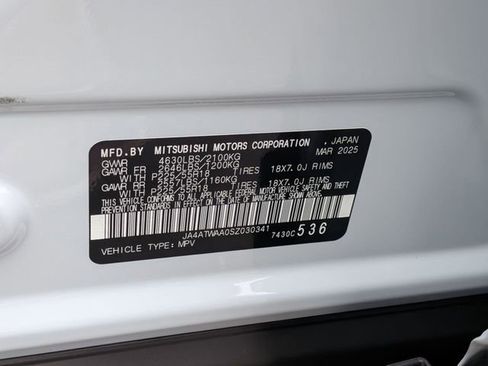 MFD.BY MITSUBISHI MOTORS CORPORATION , JAPAN
MAR 2025
GVWR 4630LBS/2100KG
GAWR FR 2646LBS/1200KG
WITH P225/55R18 TIRES 18X7.0J RIMS
GAWR RR /1160KG
WITH P225/55R18 TIRES 18X7.0J RIMS
THIS VEHICLE CONFORMS TO ALL APPLICABLE FEDERAL MOTOR VEHICLE SAFETY AND THEFT
PREVENTION STANDARDS IN EFFECT ON THE DATE OF MANUFACTURE SHOWN ABOVE.
JA4ATWAA0SZ030341 7430C 536
VEHICLE TYPE: MPV